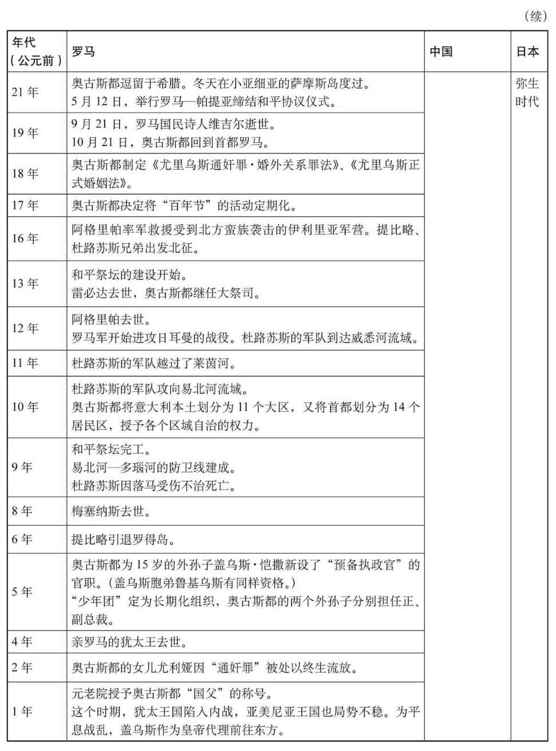 （续）
年代
（公元前）
罗马
中国
日本
21 年
奥古斯都逗留于希腊。冬天在小亚细亚的萨摩斯岛度过。
5 月 12 日，举行罗马—帕提亚缔结和平协议仪式。
弥生
时代
19 年
9 月 21 日，罗马国民诗人维吉尔逝世。
10 月 21 日，奥古斯都回到首都罗马。
18 年
奥古斯都制定《尤里乌斯通奸罪·婚外关系罪法》、《尤里乌斯正
式婚姻法》。
17 年
奥古斯都决定将“百年节”的活动定期化。
16 年
阿格里帕率军救援受到北方蛮族袭击的伊利里亚军营。提比略、
杜路苏斯兄弟出发北征。
13 年
和平祭坛的建设开始。
雷必达去世，奥古斯都继任大祭司。
12 年
阿格里帕去世。
罗马军开始进攻日耳曼的战役。杜路苏斯的军队到达威悉河流域。
11 年
杜路苏斯的军队越过了莱茵河。
10 年
杜路苏斯的军队攻向易北河流域。
奥古斯都将意大利本土划分为 11 个大区，又将首都划分为 14 个
居民区，授予各个区域自治的权力。
9 年
和平祭坛完工。
易北河—多瑙河的防卫线建成。
杜路苏斯因落马受伤不治死亡。
8 年
梅塞纳斯去世。
6 年
提比略引退罗得岛。
5 年
奥古斯都为 15 岁的外孙子盖乌斯·恺撒新设了“预备执政官”的
官职。（盖乌斯胞弟鲁基乌斯有同样资格。）
“少年团”定为长期化组织，奥古斯都的两个外孙子分别担任正、
副总裁。
4 年
亲罗马的犹太王去世。
2 年
奥古斯都的女儿尤利娅因“通奸罪”被处以终生流放。
1 年
元老院授予奥古斯都“国父”的称号。
这个时期，犹太王国陷入内战，亚美尼亚王国也局势不稳。为平
息战乱，盖乌斯作为皇帝代理前往东方。